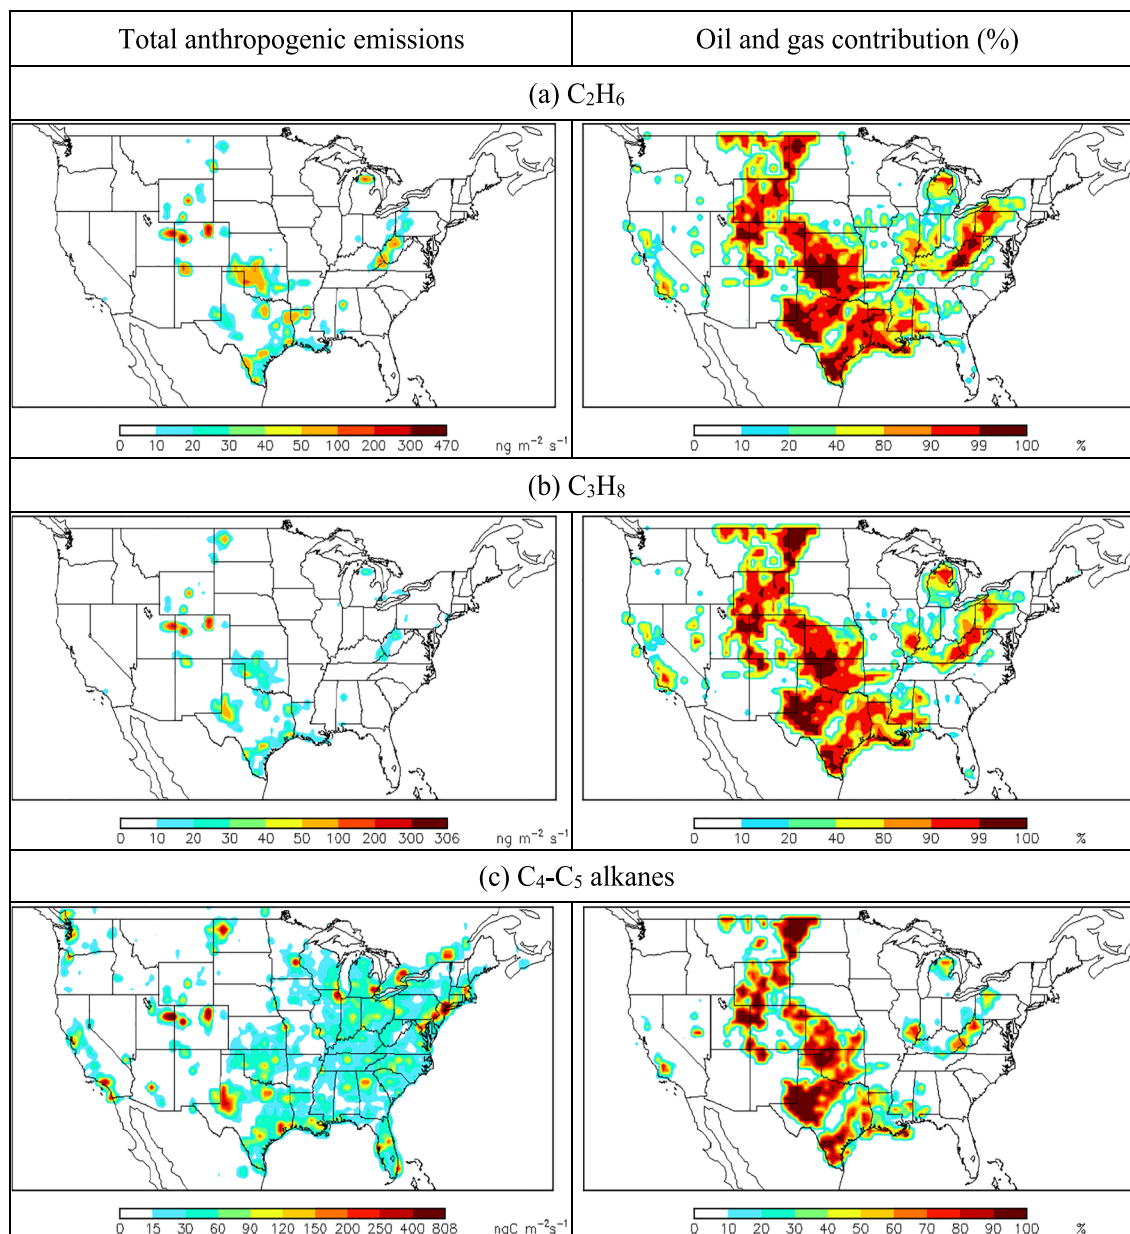 Total anthropogenic emissions
Oil and gas contribution (%)
(a) C₂H₆
0 10 20 30 40 50 100 200 300 470 ng m⁻² s⁻¹
0 10 20 40 80 90 99 100 %
(b) C₃H₈
0 10 20 30 40 50 100 200 300 306 ng m⁻² s⁻¹
0 10 20 40 80 90 99 100 %
(c) C₄-C₅ alkanes
0 15 30 60 90 120 150 200 250 400 808 ngC m⁻²s⁻¹
0 10 20 30 40 60 70 80 90 100 %